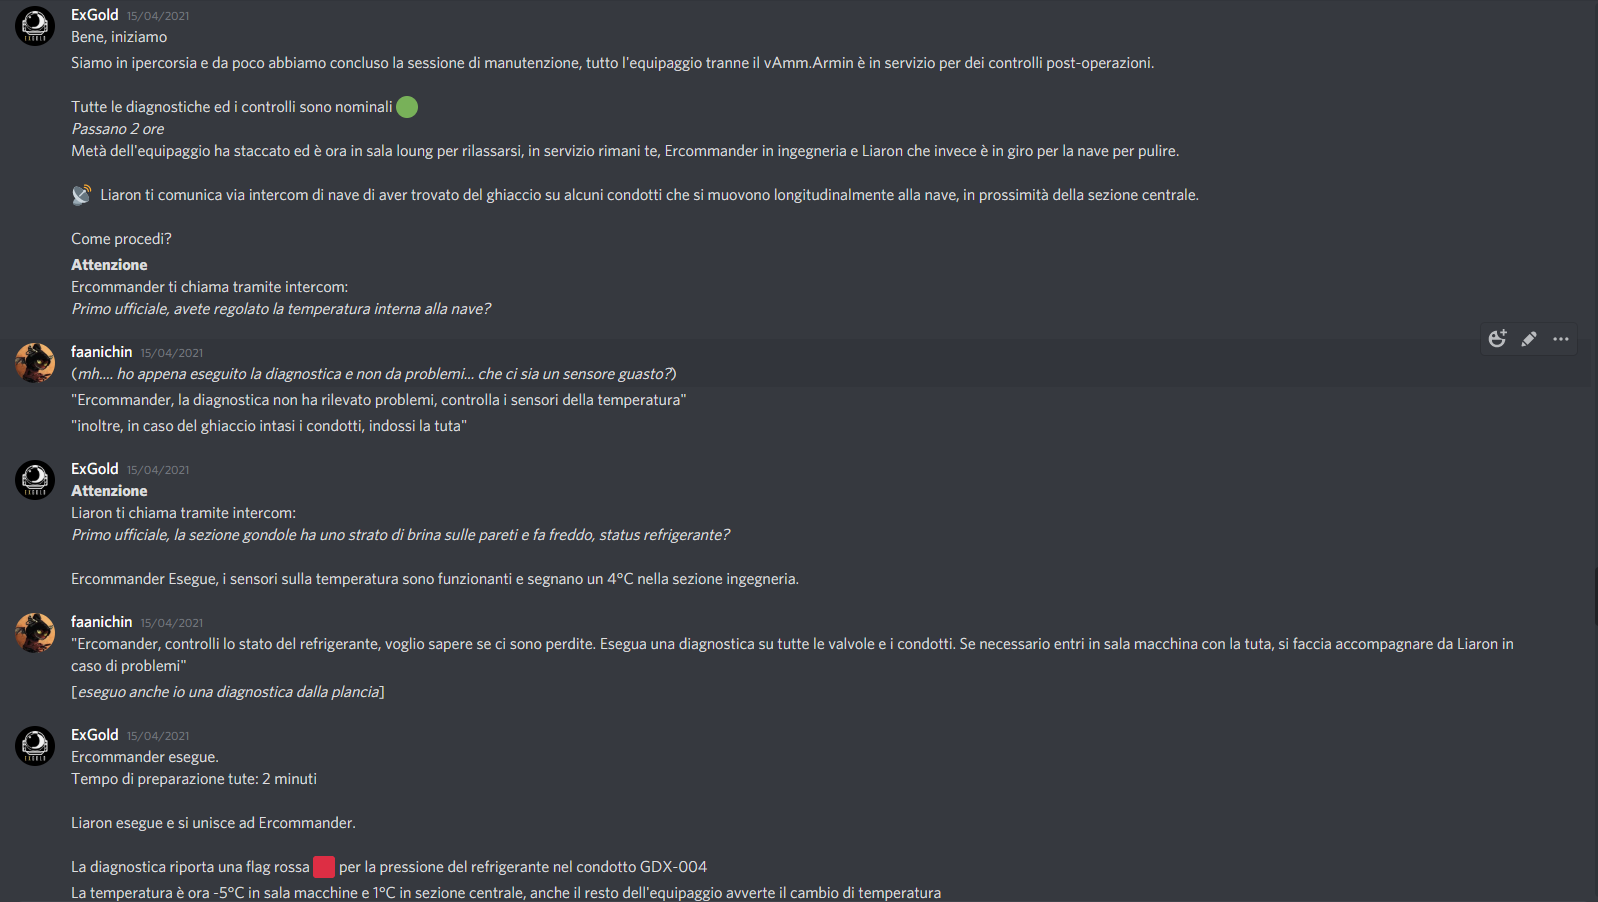 ExGold 15/04/2021
Bene, iniziamo
Siamo in ipercorsia e da poco abbiamo concluso la sessione di manutenzione, tutto l'equipaggio tranne il vAmm.Armin è in servizio per dei controlli post-operazioni.
Tutte le diagnostiche ed i controlli sono nominali
Passano 2 ore
Metà dell'equipaggio ha staccato ed è ora in sala loung per rilassarsi, in servizio rimani te, Ercommander in ingegneria e Liaron che invece è in giro per la nave per pulire.
Liaron ti comunica via intercom di nave di aver trovato del ghiaccio su alcuni condotti che si muovono longitudinalmente alla nave, in prossimità della sezione centrale.
Come procedi?
Attenzione
Ercommander ti chiama tramite intercom:
Primo ufficiale, avete regolato la temperatura interna alla nave?
faanichin 15/04/2021
(mh.... ho appena eseguito la diagnostica e non da problemi... che ci sia un sensore guasto?)
"Ercommander, la diagnostica non ha rilevato problemi, controlla i sensori della temperatura"
"inoltre, in caso del ghiaccio intasi i condotti, indossi la tuta"
ExGold 15/04/2021
Attenzione
Liaron ti chiama tramite intercom:
Primo ufficiale, la sezione gondole ha uno strato di brina sulle pareti e fa freddo, status refrigerante?
Ercommander Esegue, i sensori sulla temperatura sono funzionanti e segnano un 4°C nella sezione ingegneria.
faanichin 15/04/2021
"Ercomander, controlli lo stato del refrigerante, voglio sapere se ci sono perdite. Esegua una diagnostica su tutte le valvole e i condotti. Se necessario entri in sala macchina con la tuta, si faccia accompagnare da Liaron in
caso di problemi"
[eseguo anche io una diagnostica dalla plancia]
ExGold 15/04/2021
Ercommander esegue.
Tempo di preparazione tute: 2 minuti
Liaron esegue e si unisce ad Ercommander.
La diagnostica riporta una flag rossa per la pressione del refrigerante nel condotto GDX-004
La temperatura è ora -5°C in sala macchine e 1°C in sezione centrale, anche il resto dell'equipaggio avverte il cambio di temperatura